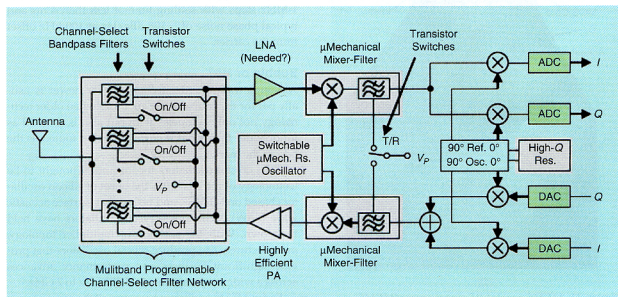 Channel-Select
Bandpass Filters
Transistor
Switches
LNA
(Needed?)
µMechanical
Mixer-Filter
Transistor
Switches
ADC
I
On/Off
ADC
Q
Antenna
On/Off
Switchable
µMech. Rs.
Oscillator
T/R
VP
90° Ref. 0°
90° Osc. 0°
High-Q
Res.
VP
On/Off
DAC
Q
DAC
I
Highly
Efficient
PA
µMechanical
Mixer-Filter
Mulitband Programmable
Channel-Select Filter Network